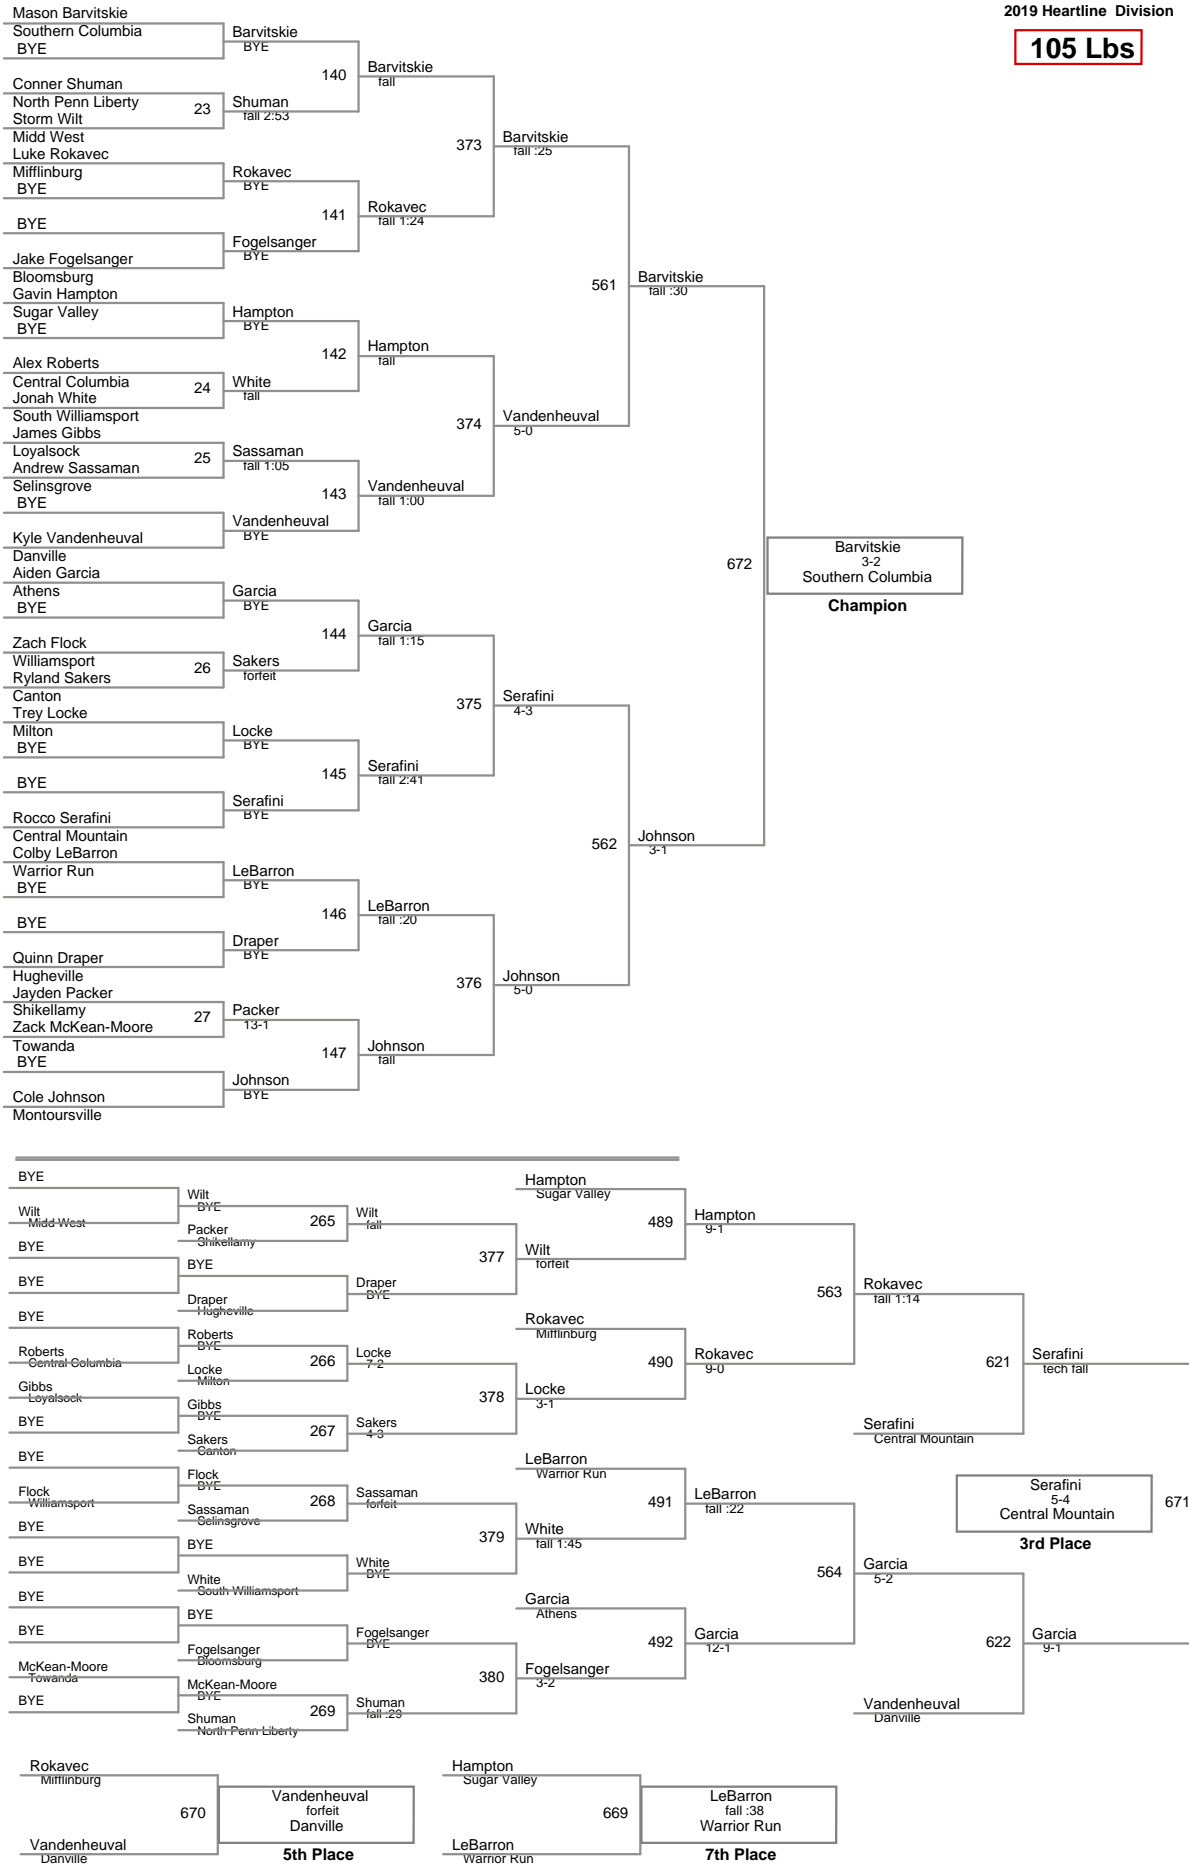 2019 Heartline  Division
105 Lbs
Mason Barvitskie
Southern Columbia
BYE
Conner Shuman
North Penn Liberty
Storm Wilt
Midd West
Luke Rokavec
Mifflinburg
BYE
BYE
Jake Fogelsanger
Bloomsburg
Gavin Hampton
Sugar Valley
BYE
Alex Roberts
Central Columbia
Jonah White
South Williamsport
James Gibbs
Loyalsock
Andrew Sassaman
Selinsgrove
BYE
Kyle Vandenheuval
Danville
Aiden Garcia
Athens
BYE
Zach Flock
Williamsport
Ryland Sakers
Canton
Trey Locke
Milton
BYE
BYE
Rocco Serafini
Central Mountain
Colby LeBarron
Warrior Run
BYE
BYE
Quinn Draper
Hugheville
Jayden Packer
Shikellamy
Zack McKean-Moore
Towanda
BYE
Cole Johnson
Montoursville
23
24
25
26
27
Barvitskie
BYE
Shuman
fall 2:53
Rokavec
BYE
Fogelsanger
BYE
Hampton
BYE
White
fall
Sassaman
fall 1:05
Vandenheuval
BYE
Garcia
BYE
Sakers
forfeit
Locke
BYE
Serafini
BYE
LeBarron
BYE
Draper
BYE
Packer
13-1
Johnson
BYE
140
141
142
143
144
145
146
147
Barvitskie
fall
Rokavec
fall 1:24
Hampton
fall
Vandenheuval
fall 1:00
Garcia
fall 1:15
Serafini
fall 2:41
LeBarron
fall :20
Johnson
fall
373
374
375
376
Barvitskie
fall :25
Vandenheuval
5-0
Serafini
4-3
Johnson
5-0
561
562
Barvitskie
fall :30
Johnson
3-1
672
Barvitskie
3-2
Southern Columbia
Champion
BYE
Wilt
Midd West
BYE
BYE
BYE
Roberts
Central Columbia
Gibbs
Loyalsock
BYE
BYE
Flock
Williamsport
BYE
BYE
BYE
BYE
McKean-Moore
Towanda
BYE
Wilt
BYE
Packer
Shikellamy
BYE
Draper
Hugheville
Roberts
BYE
Locke
Milton
Gibbs
BYE
Sakers
Canton
Flock
BYE
Sassaman
Selinsgrove
BYE
White
South Williamsport
BYE
Fogelsanger
Bloomsburg
McKean-Moore
BYE
Shuman
North Penn Liberty
265
266
267
268
269
Wilt
fall
Draper
BYE
Locke
7-2
Sakers
4-3
Sassaman
forfeit
White
BYE
Fogelsanger
BYE
Shuman
fall :29
377
378
379
380
Hampton
Sugar Valley
Wilt
forfeit
Rokavec
Mifflinburg
Locke
3-1
LeBarron
Warrior Run
White
fall 1:45
Garcia
Athens
Fogelsanger
3-2
489
490
491
492
Hampton
9-1
Rokavec
9-0
LeBarron
fall :22
Garcia
12-1
563
564
Rokavec
fall 1:14
Serafini
Central Mountain
Garcia
5-2
Vandenheuval
Danville
621
622
Serafini
tech fall
Garcia
9-1
Serafini
5-4
Central Mountain
671
3rd Place
Rokavec
Mifflinburg
670
Vandenheuval
Danville
Vandenheuval
forfeit
Danville
5th Place
Hampton
Sugar Valley
669
LeBarron
Warrior Run
LeBarron
fall :38
Warrior Run
7th Place